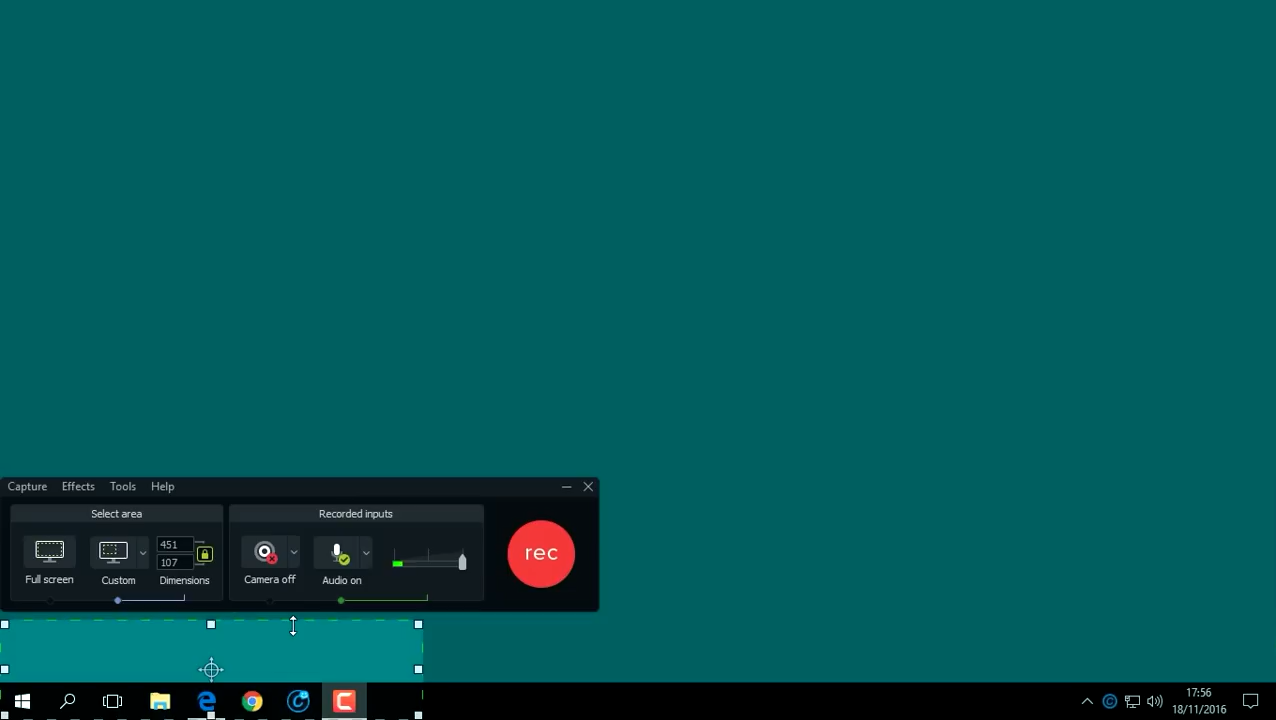 Capture Effects Tools Help
Select area
Recorded inputs
451
107
rec
Full screen
Custom
Dimensions
Camera off
Audio on
17:56
18/11/2016